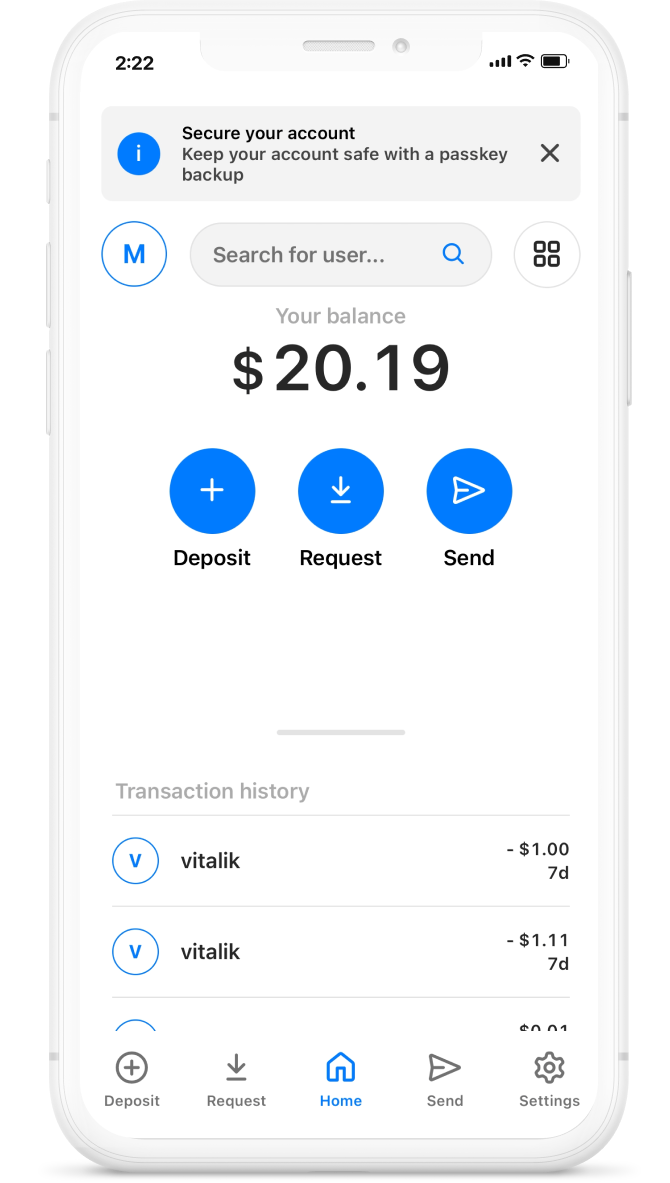 2:22
i
Secure your account
Keep your account safe with a passkey
backup
M
Search for user...
Your balance
$20.19
Deposit Request Send
Transaction history
V vitalik - $1.00
7d
V vitalik - $1.11
7d
Deposit Request Home Send Settings